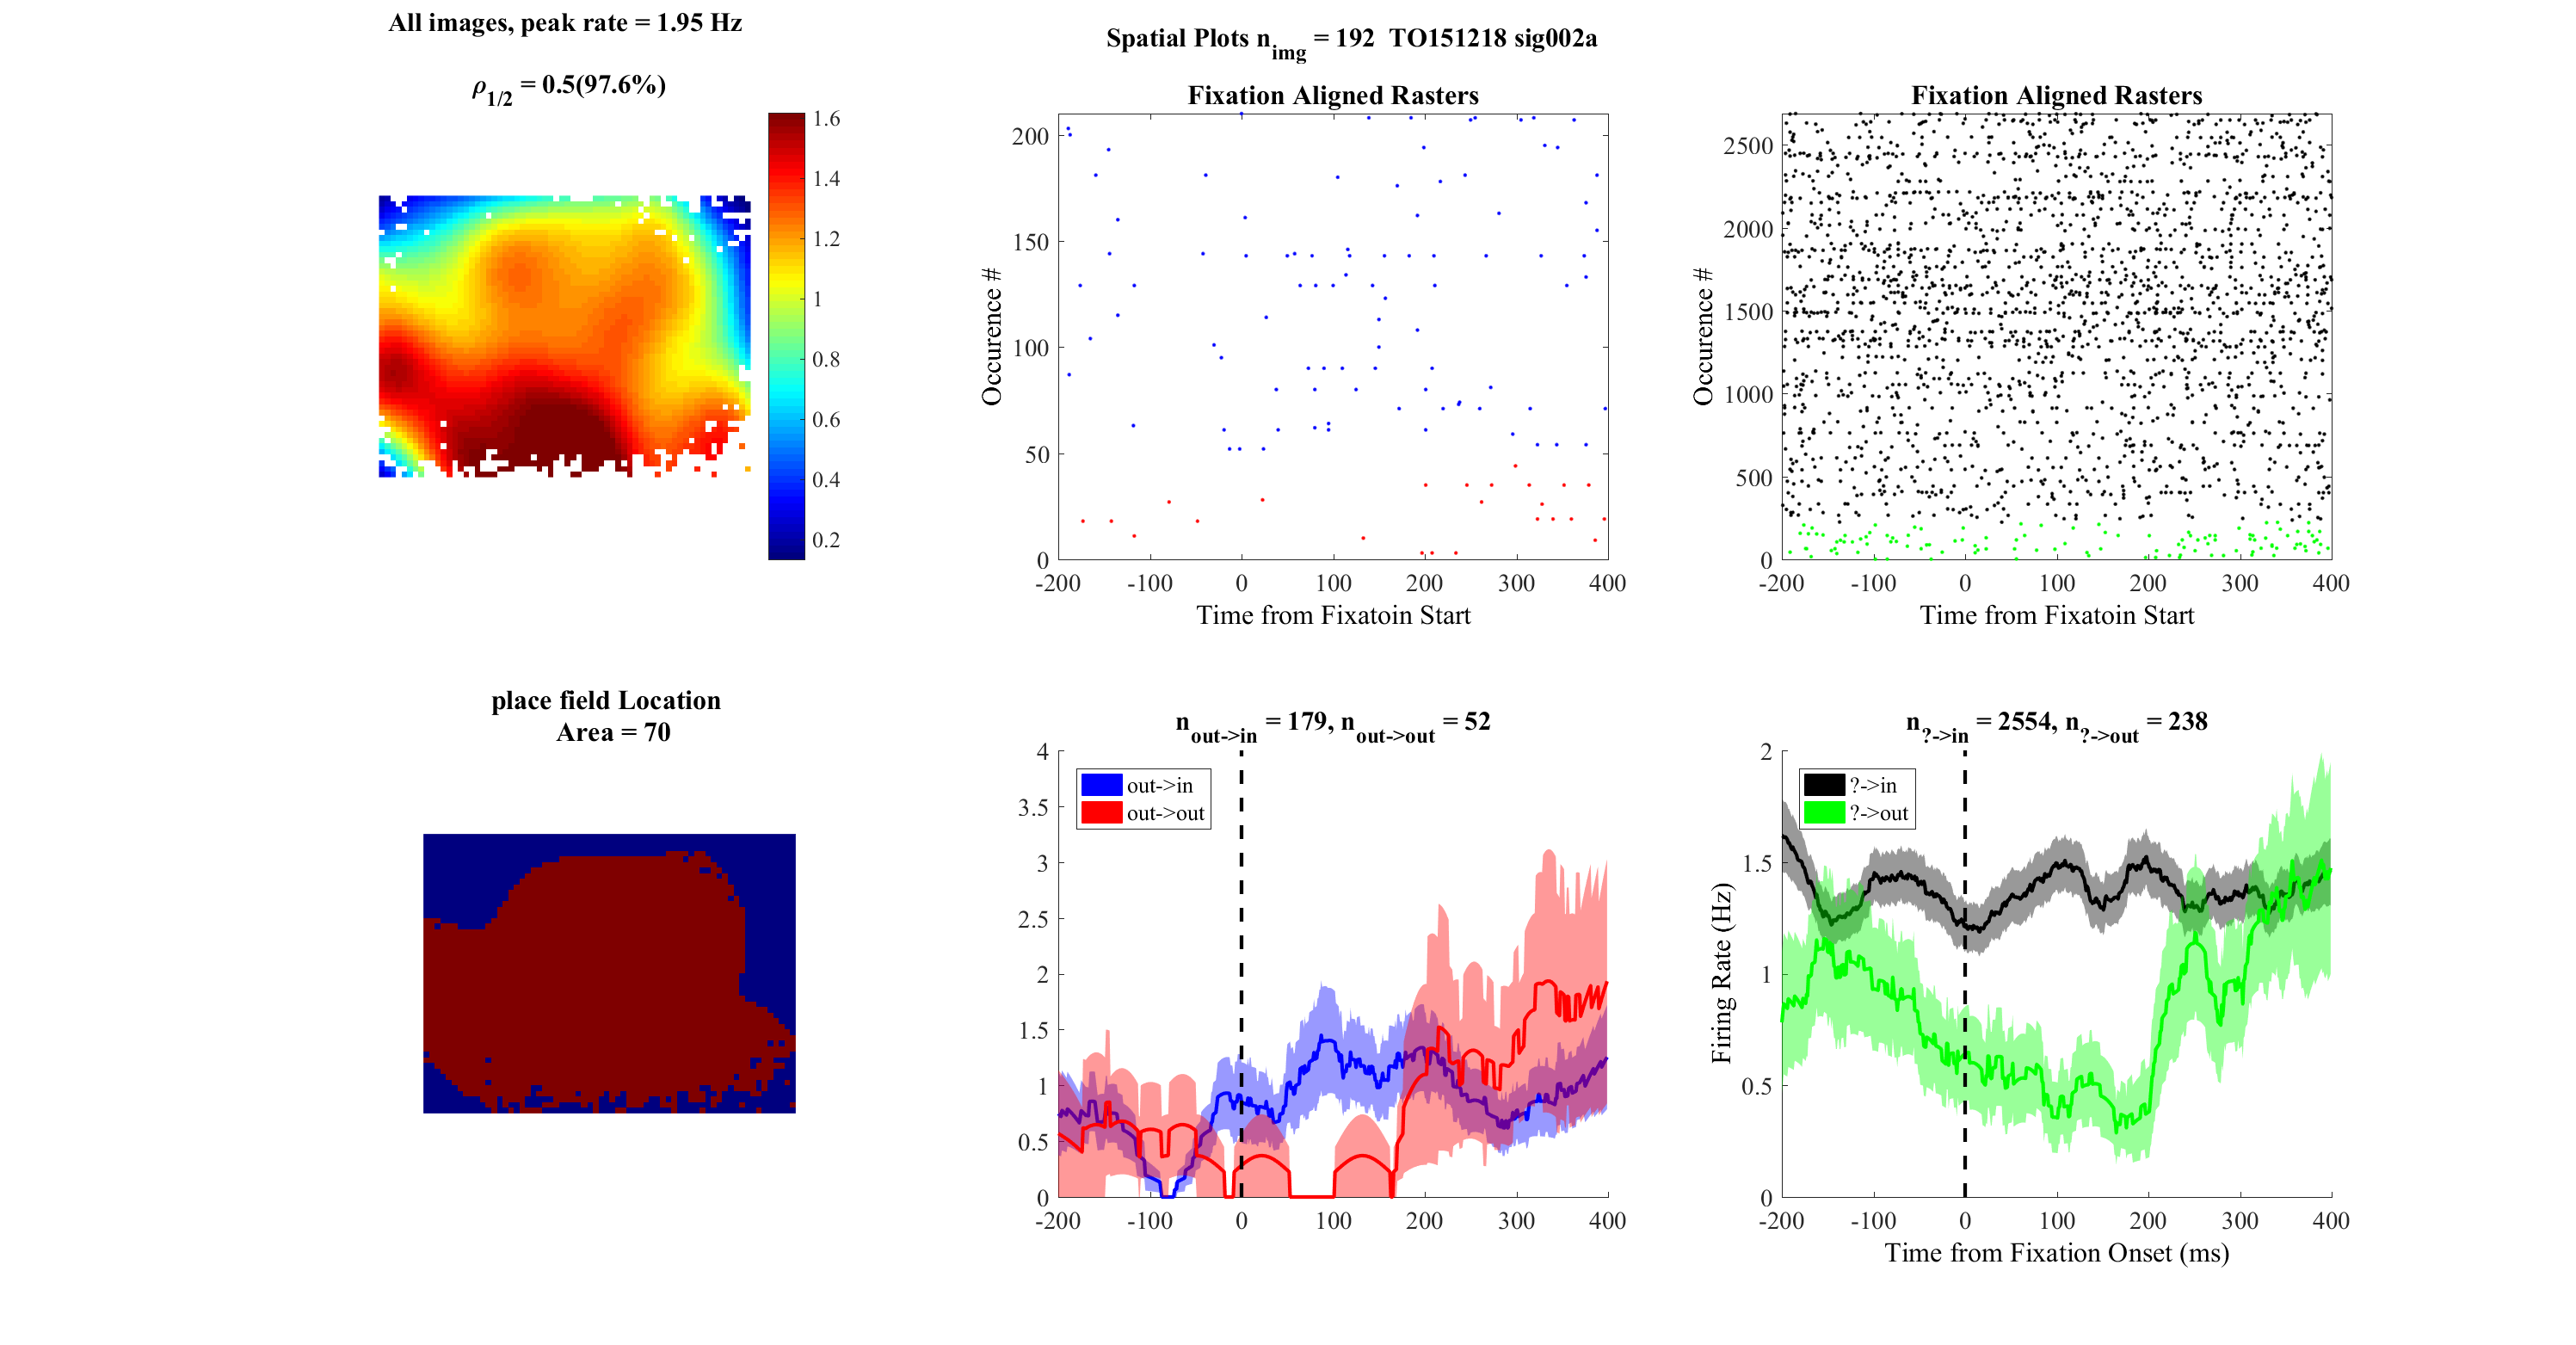 All images, peak rate = 1.95 Hz
ρ1/2 = 0.5(97.6%)
1.6
1.4
1.2
1
0.8
0.6
0.4
0.2
Spatial Plots nimg = 192 TO151218 sig002a
Fixation Aligned Rasters
Occurence #
200
150
100
50
0
-200 -100 0 100 200 300 400
Time from Fixatoin Start
Fixation Aligned Rasters
Occurence #
2500
2000
1500
1000
500
0
-200 -100 0 100 200 300 400
Time from Fixatoin Start
place field Location
Area = 70
nout->in = 179, nout->out = 52
4
3.5
3
2.5
2
1.5
1
0.5
0
out->in
out->out
-200 -100 0 100 200 300 400
n?->in = 2554, n?->out = 238
Firing Rate (Hz)
2
1.5
1
0.5
0
?->in
?->out
-200 -100 0 100 200 300 400
Time from Fixation Onset (ms)